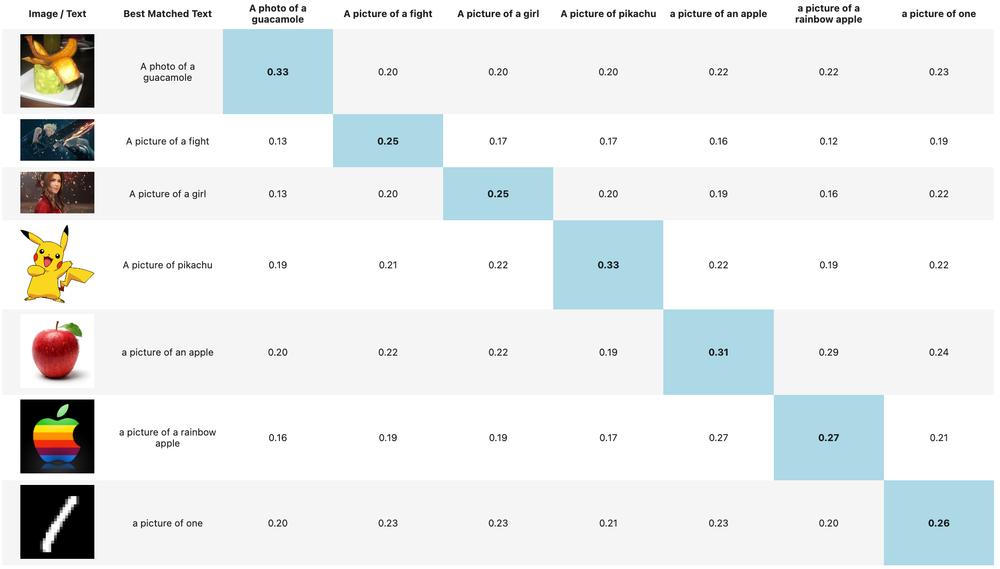 Image / Text Best Matched Text A photo of a guacamole A picture of a fight A picture of a girl A picture of pikachu a picture of an apple a picture of a rainbow apple a picture of one
A photo of a guacamole 0.33 0.20 0.20 0.20 0.22 0.22 0.23
A picture of a fight 0.13 0.25 0.17 0.17 0.16 0.12 0.19
A picture of a girl 0.13 0.20 0.25 0.20 0.19 0.16 0.22
A picture of pikachu 0.19 0.21 0.22 0.33 0.22 0.19 0.22
a picture of an apple 0.20 0.22 0.22 0.19 0.31 0.29 0.24
a picture of a rainbow apple 0.16 0.19 0.19 0.17 0.27 0.27 0.21
a picture of one 0.20 0.23 0.23 0.21 0.23 0.20 0.26